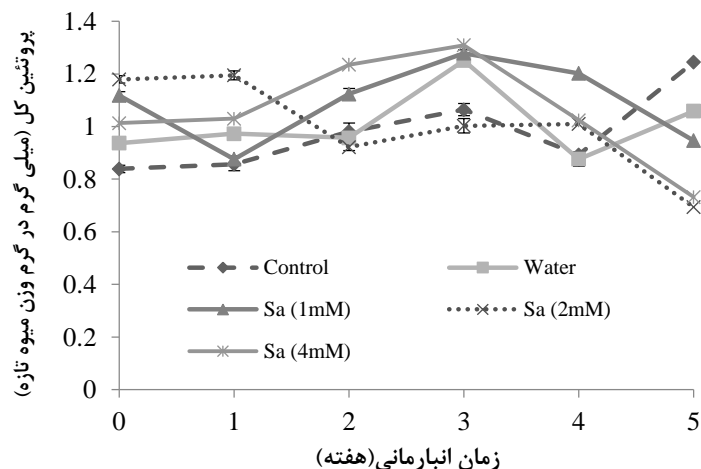 پروتئین کل (میلی گرم در گرم وزن میوه تازه)
1.4
1.2
1
0.8
0.6
0.4
0.2
0
Control
Water
Sa (1mM)
Sa (2mM)
Sa (4mM)
0 1 2 3 4 5
زمان انبارمانی(هفته)